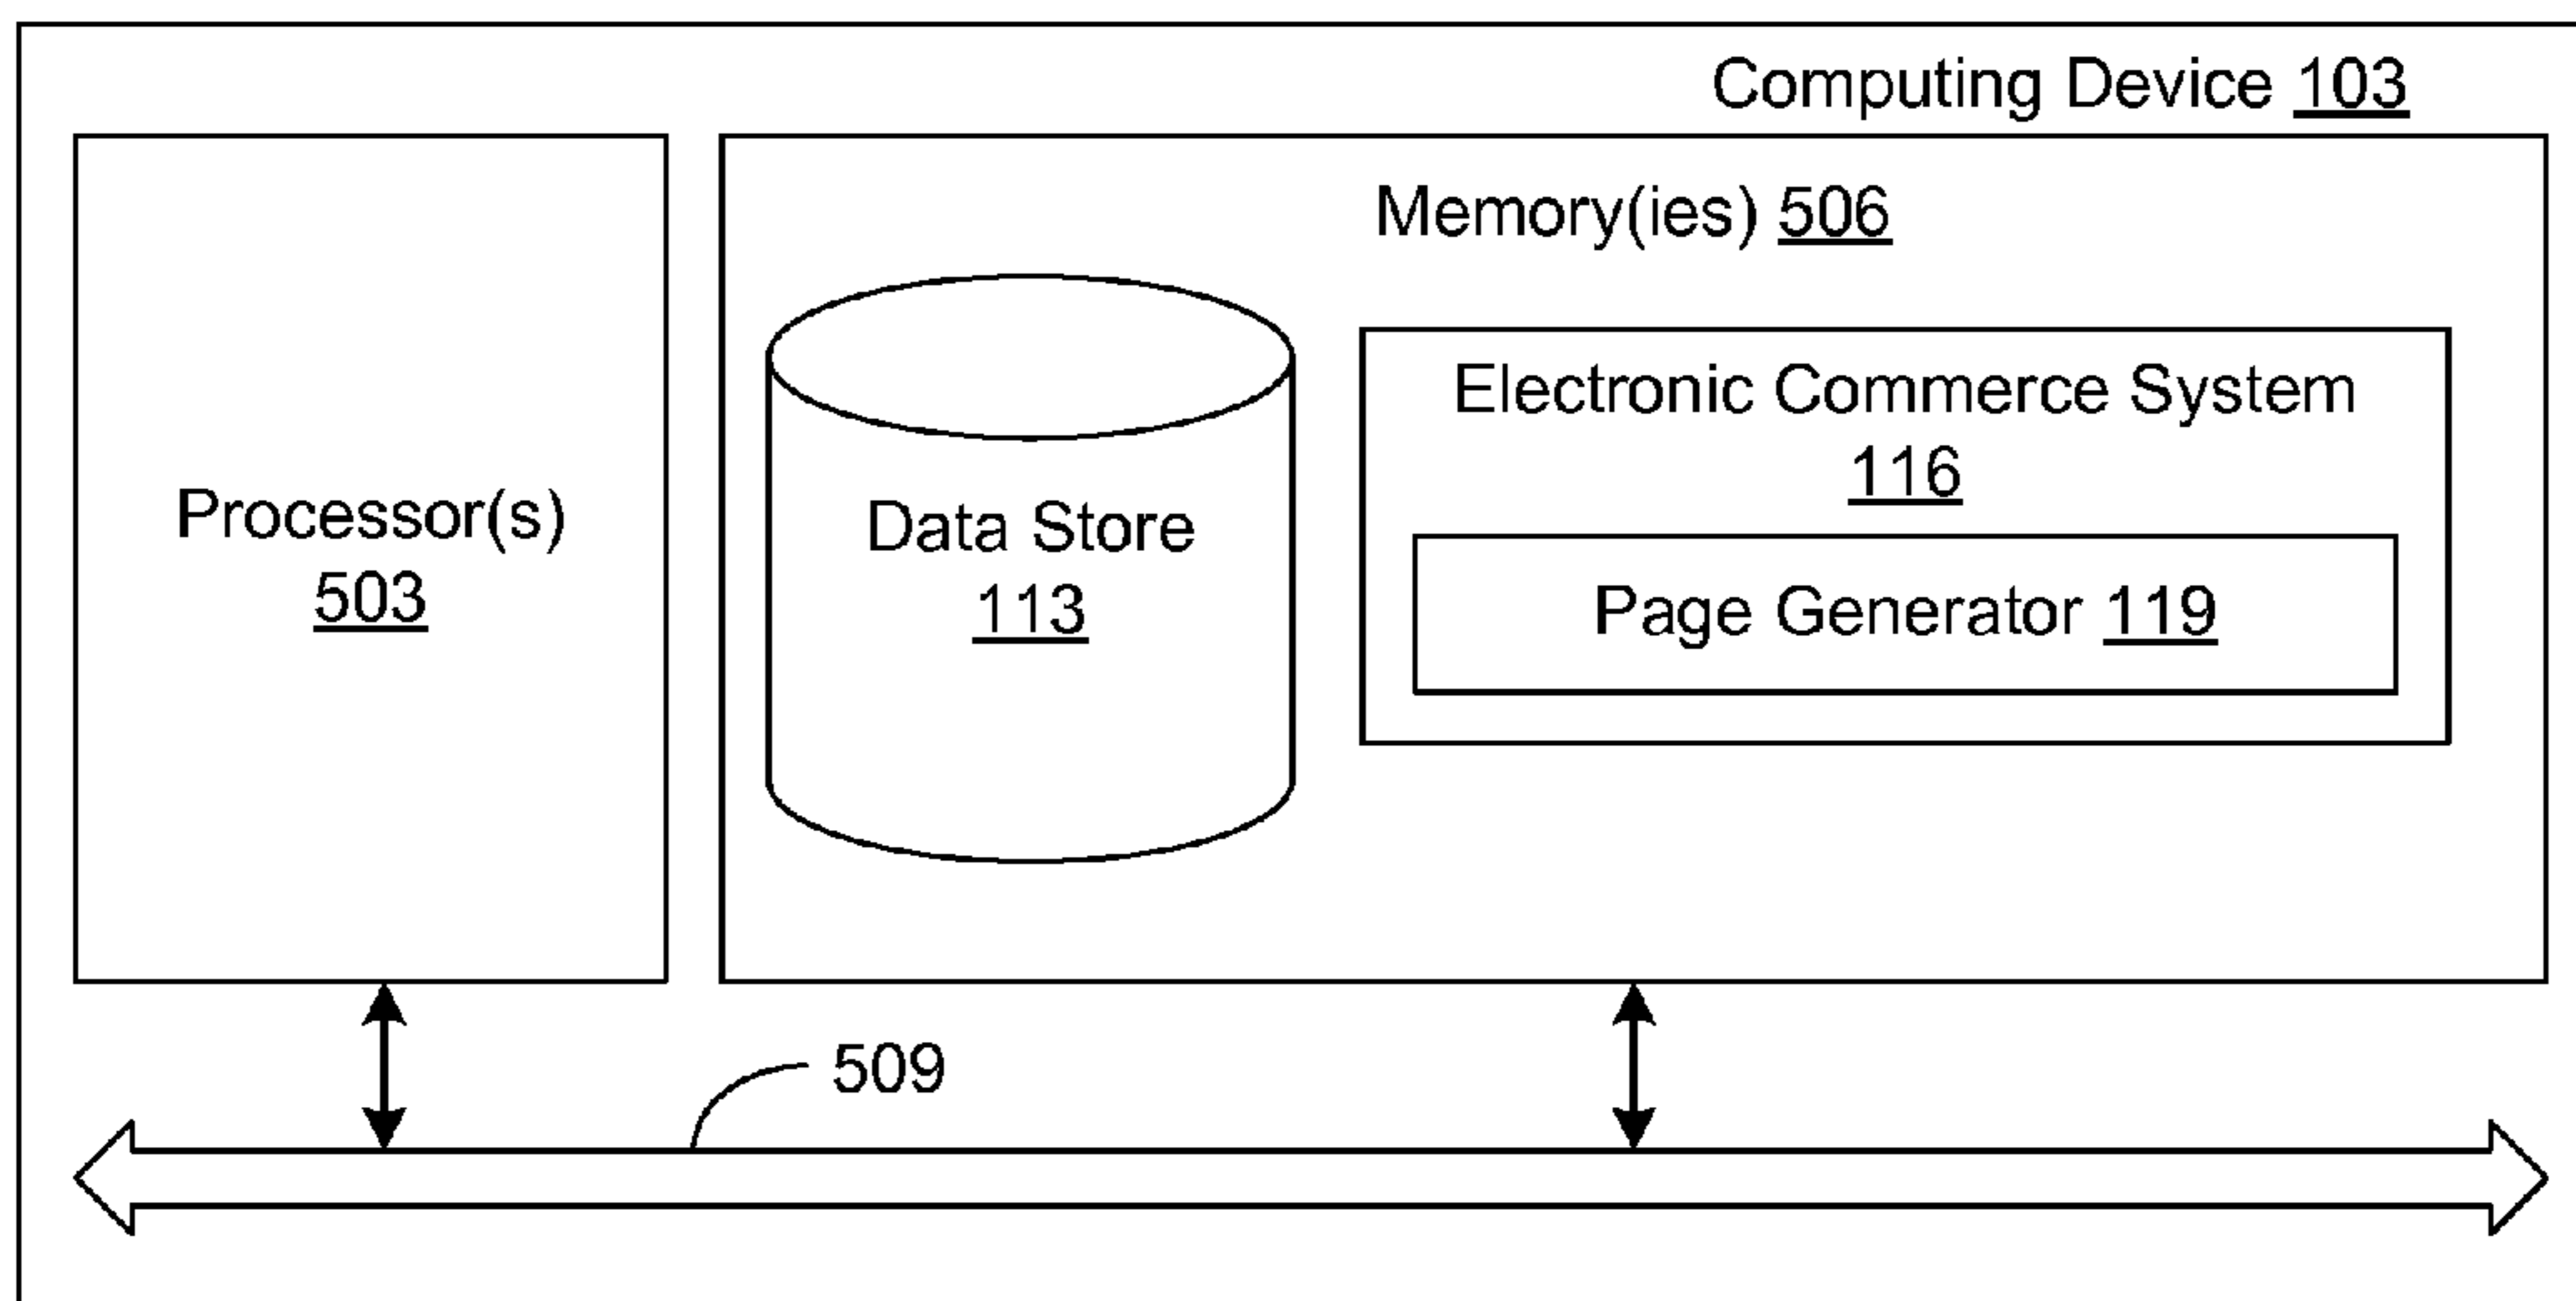 Computing Device 103
Memory(ies) 506
Electronic Commerce System
116
Processor(s)
503
Data Store
113
Page Generator 119
509